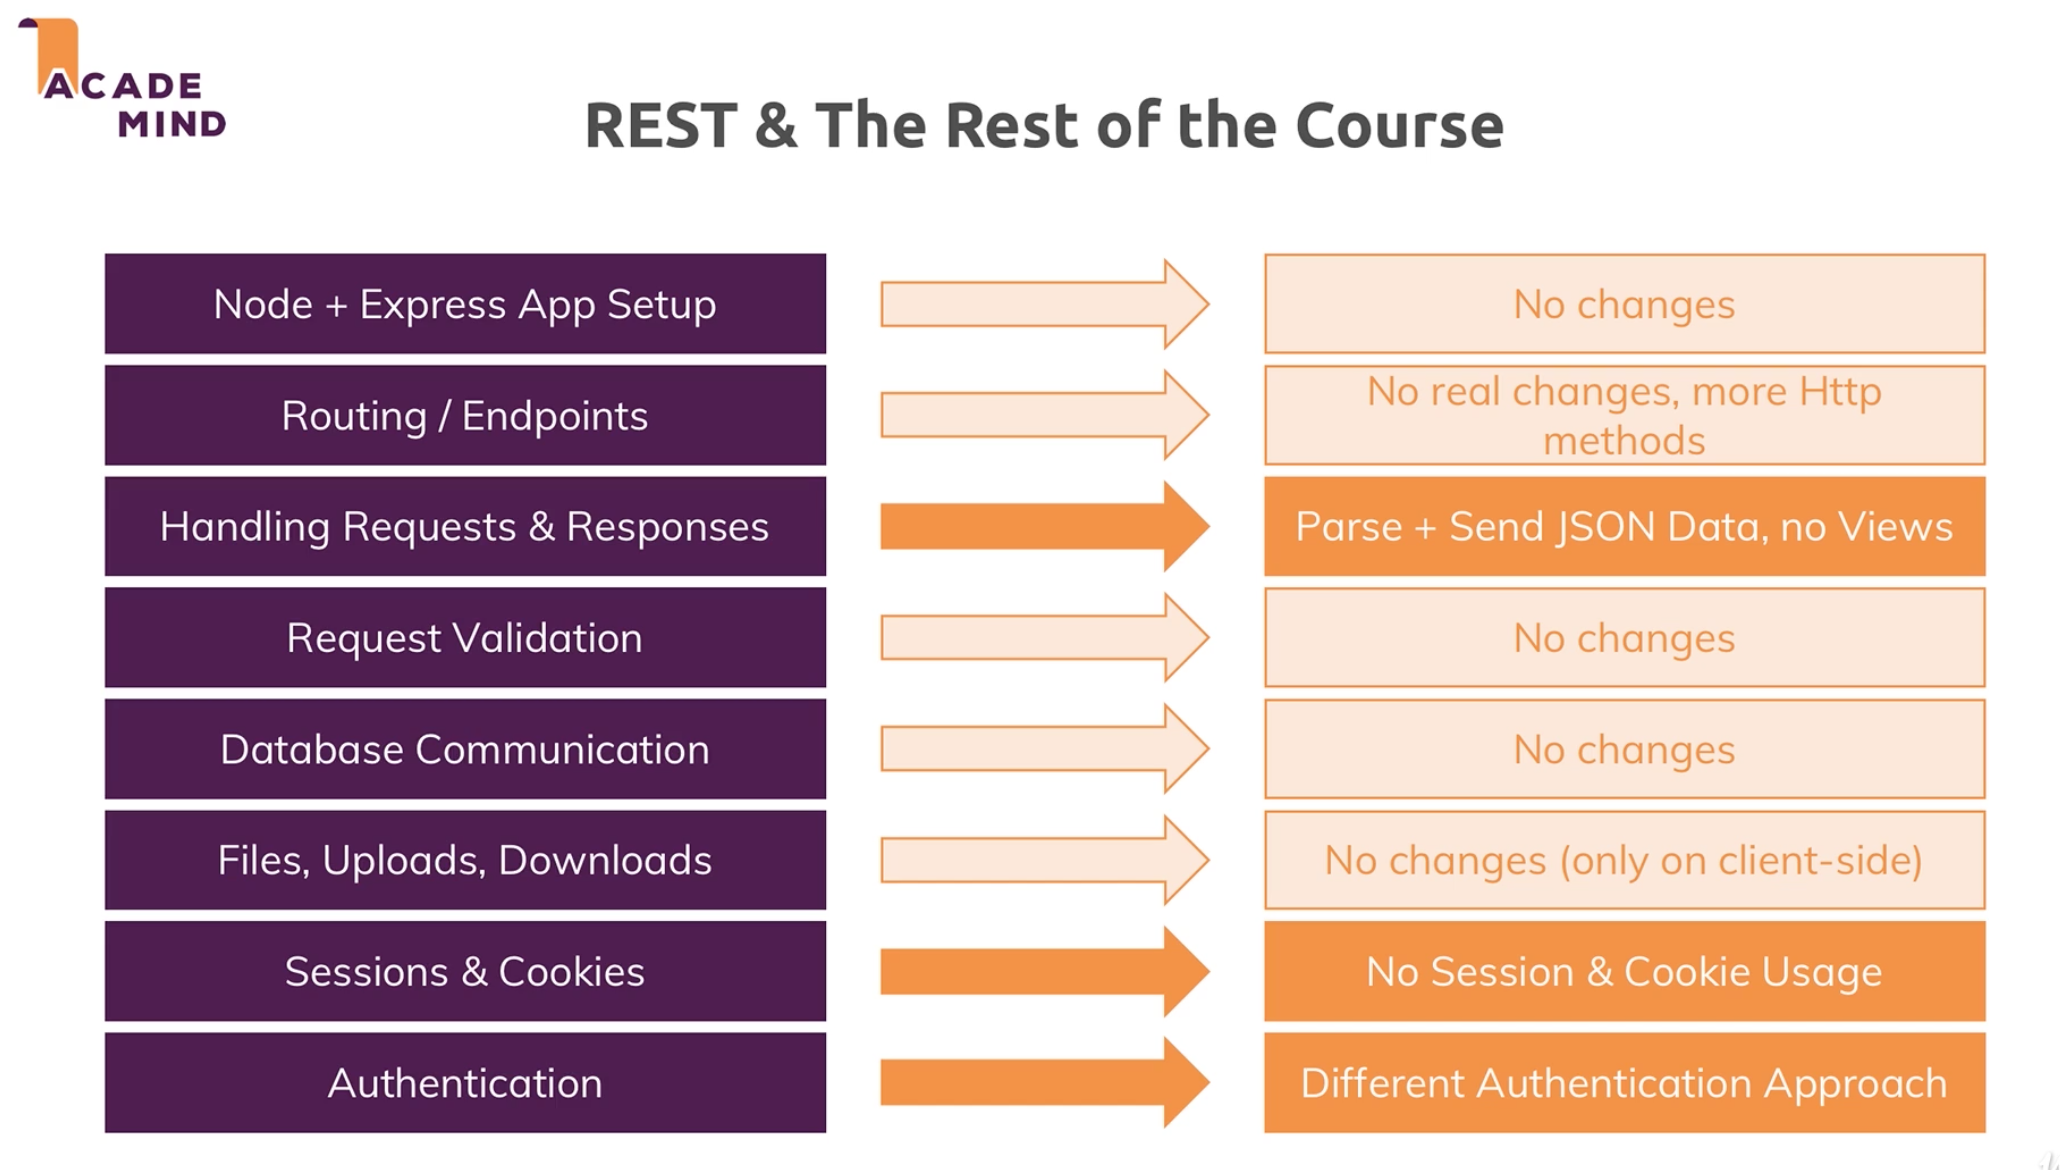 ACADE
MIND
REST & The Rest of the Course
Node + Express App Setup
No changes
Routing / Endpoints
No real changes, more Http
methods
Handling Requests & Responses
Parse + Send JSON Data, no Views
Request Validation
No changes
Database Communication
No changes
Files, Uploads, Downloads
No changes (only on client-side)
Sessions & Cookies
No Session & Cookie Usage
Authentication
Different Authentication Approach